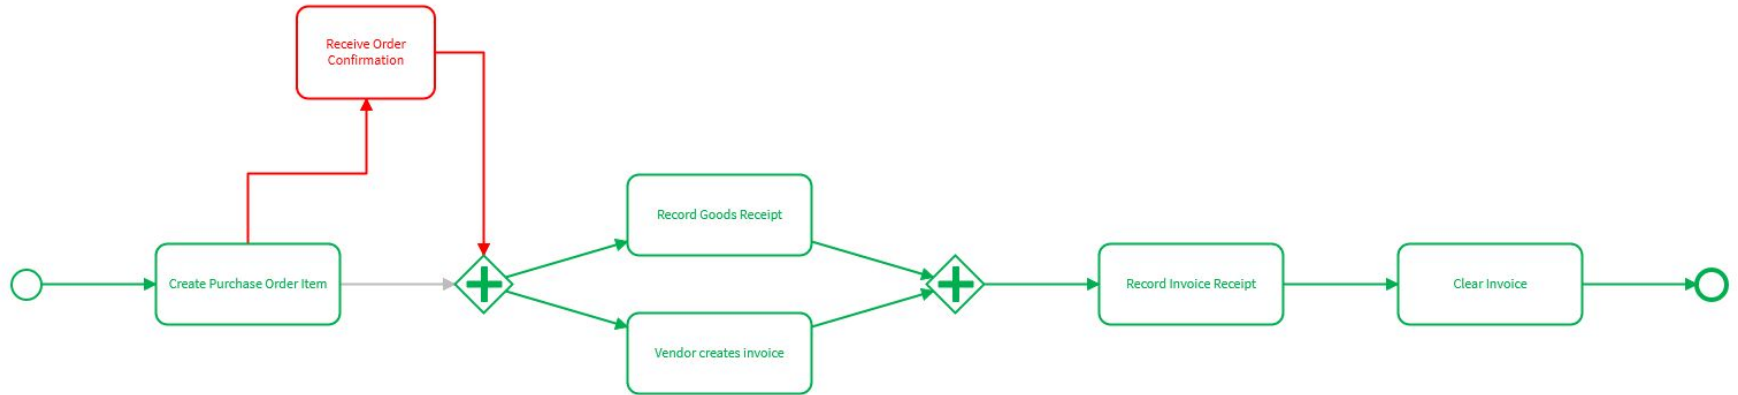 Receive Order
Confirmation
Record Goods Receipt
Create Purchase Order Item
Record Invoice Receipt
Clear Invoice
Vendor creates invoice